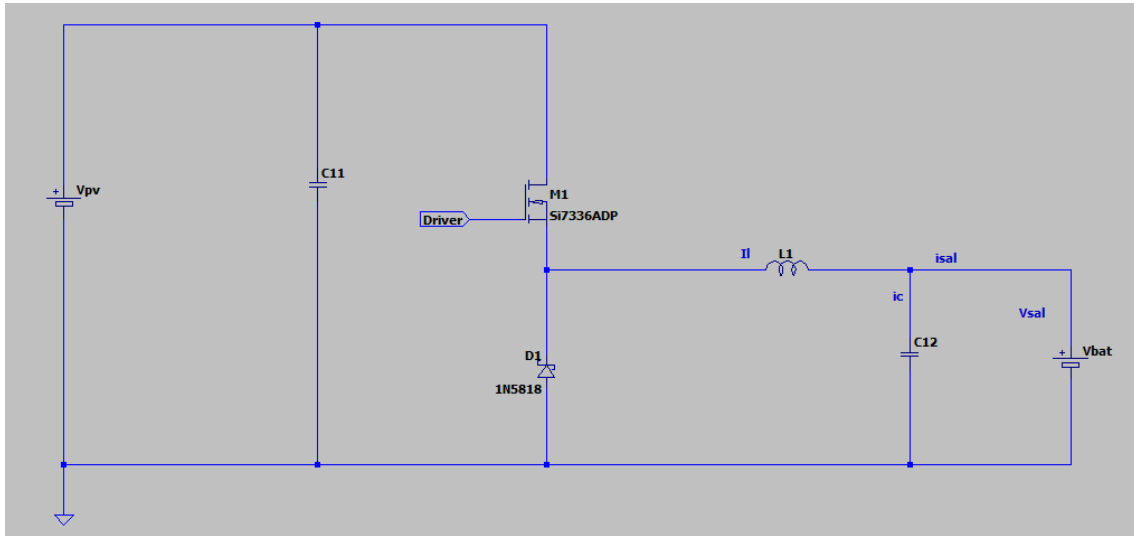 Vpv
C11
M1
Si7336ADP
Driver
Il
L1
isal
ic
Vsal
C12
Vbat
D1
1N5818